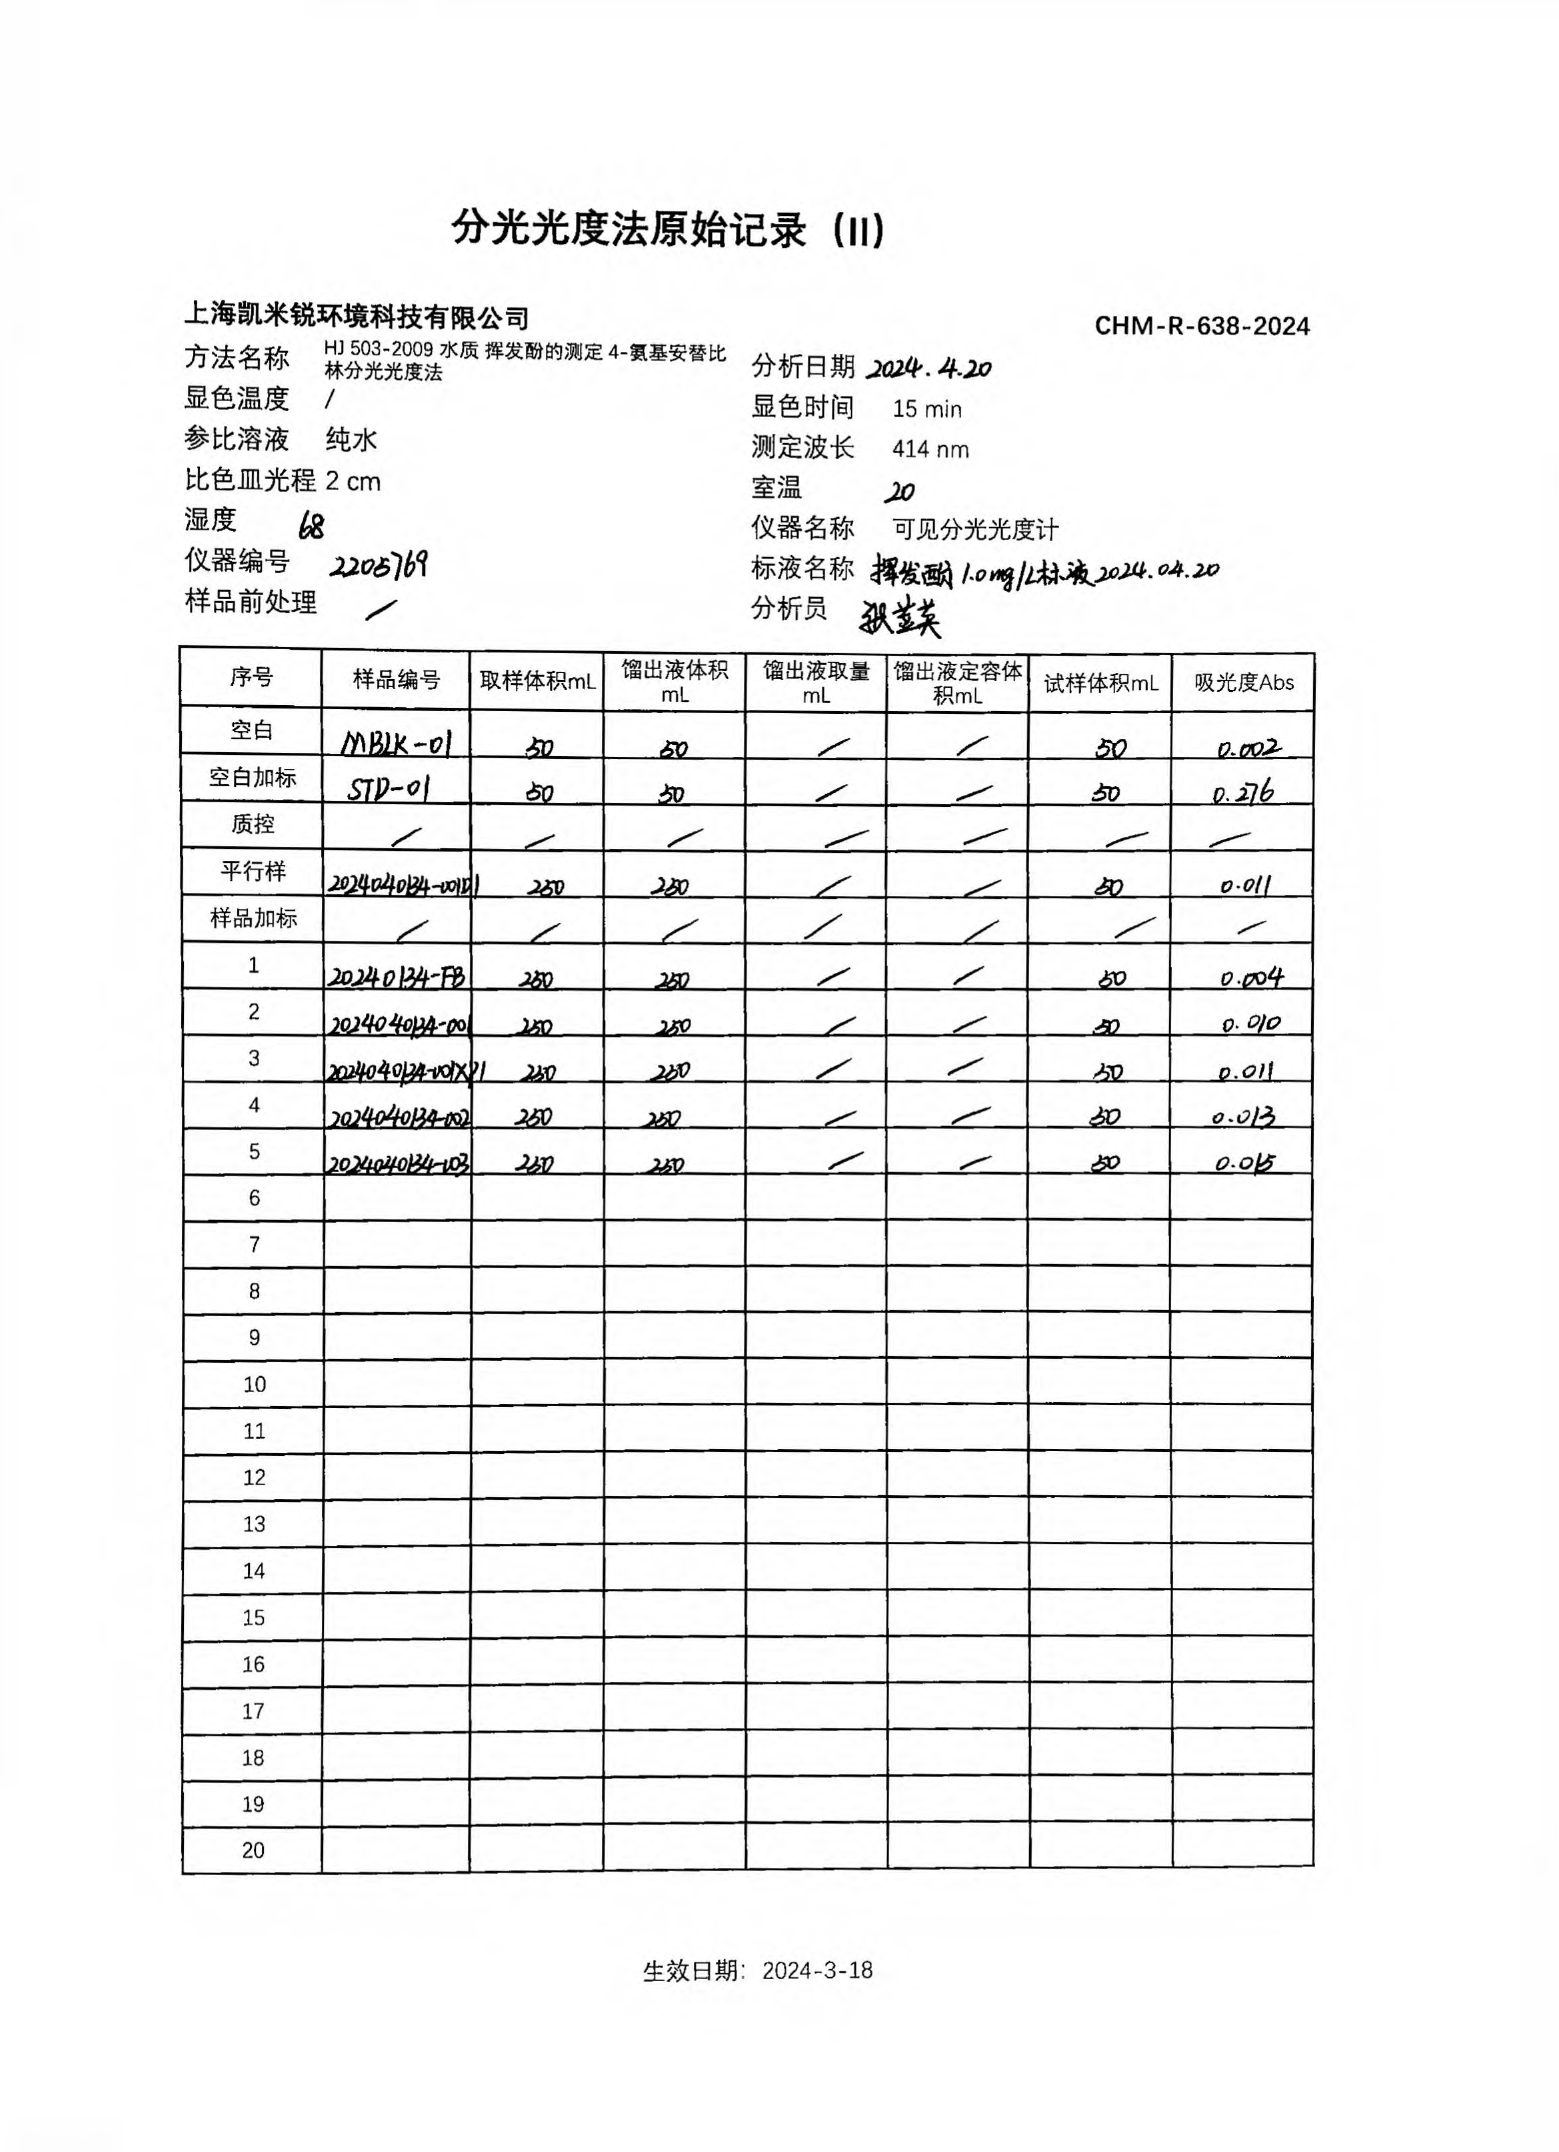 分光光度法原始记录（II）
上海凯米锐环境科技有限公司 CHM-R-638-2024
方法名称 HJ 503-2009 水质 挥发酚的测定 4-氨基安替比林分光光度法 分析日期 2024.4.20
显色温度 / 显色时间 15 min
参比溶液 纯水 测定波长 414 nm
比色皿光程 2 cm 室温 20
湿度 68 仪器名称 可见分光光度计
仪器编号 2205769 标液名称 挥发酚1.0mg/L标液2024.04.20
样品前处理 / 分析员
序号 样品编号 取样体积mL 馏出液体积mL 馏出液取量mL 馏出液定容体积mL 试样体积mL 吸光度Abs
空白 MBLK-01 50 50 / / 50 0.002
空白加标 STD-01 50 50 / / 50 0.276
质控 / / / / / / /
平行样 2024040134-001D1 250 250 / / 50 0.011
样品加标 / / / / / / /
1 20240134-FB 250 250 / / 50 0.004
2 2024040134-001 250 250 / / 50 0.010
3 2024040134-001XP1 250 250 / / 50 0.011
4 2024040134-002 250 250 / / 50 0.013
5 2024040134-003 250 250 / / 50 0.015
6
7
8
9
10
11
12
13
14
15
16
17
18
19
20
生效日期：2024-3-18